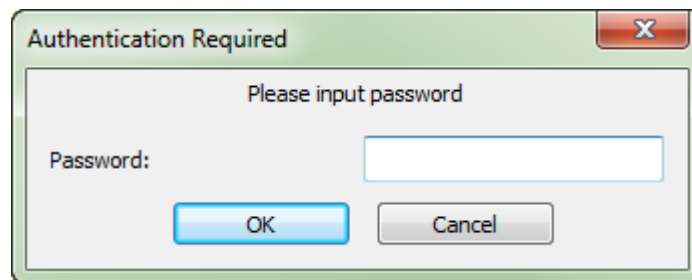 Authentication Required
Please input password
Password:
OK Cancel